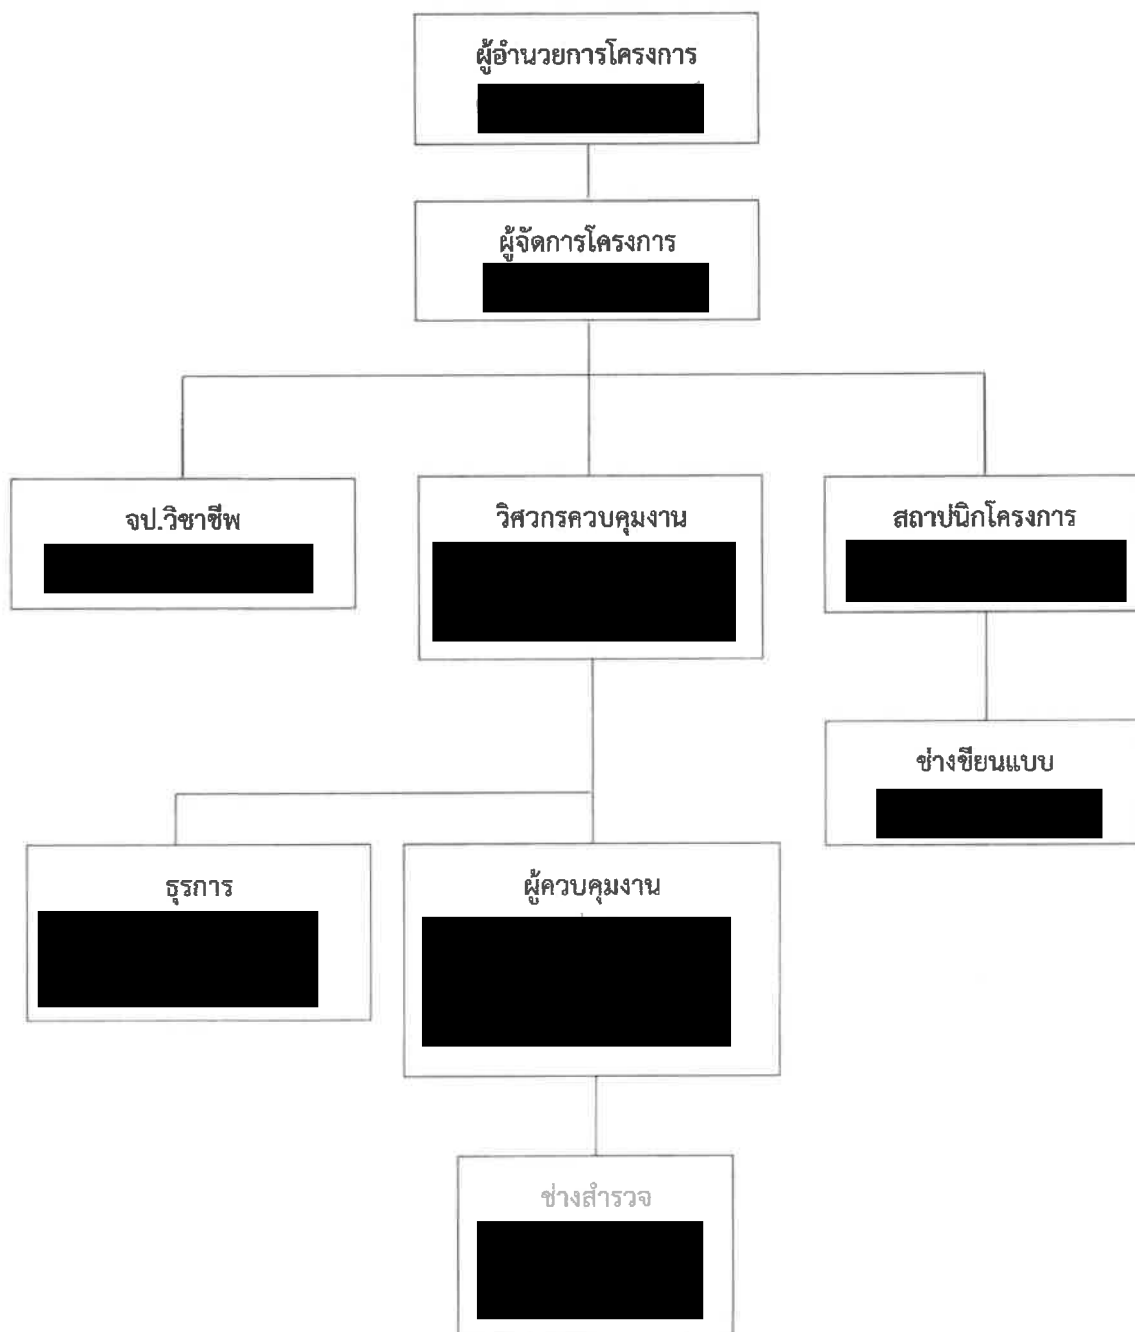 ผู้อำนวยการโครงการ
ผู้จัดการโครงการ
จป.วิชาชีพ
วิศวกรควบคุมงาน
สถาปนิกโครงการ
ช่างขียนแบบ
ธุรการ
ผู้ควบคุมงาน
ช่างสำรวจ